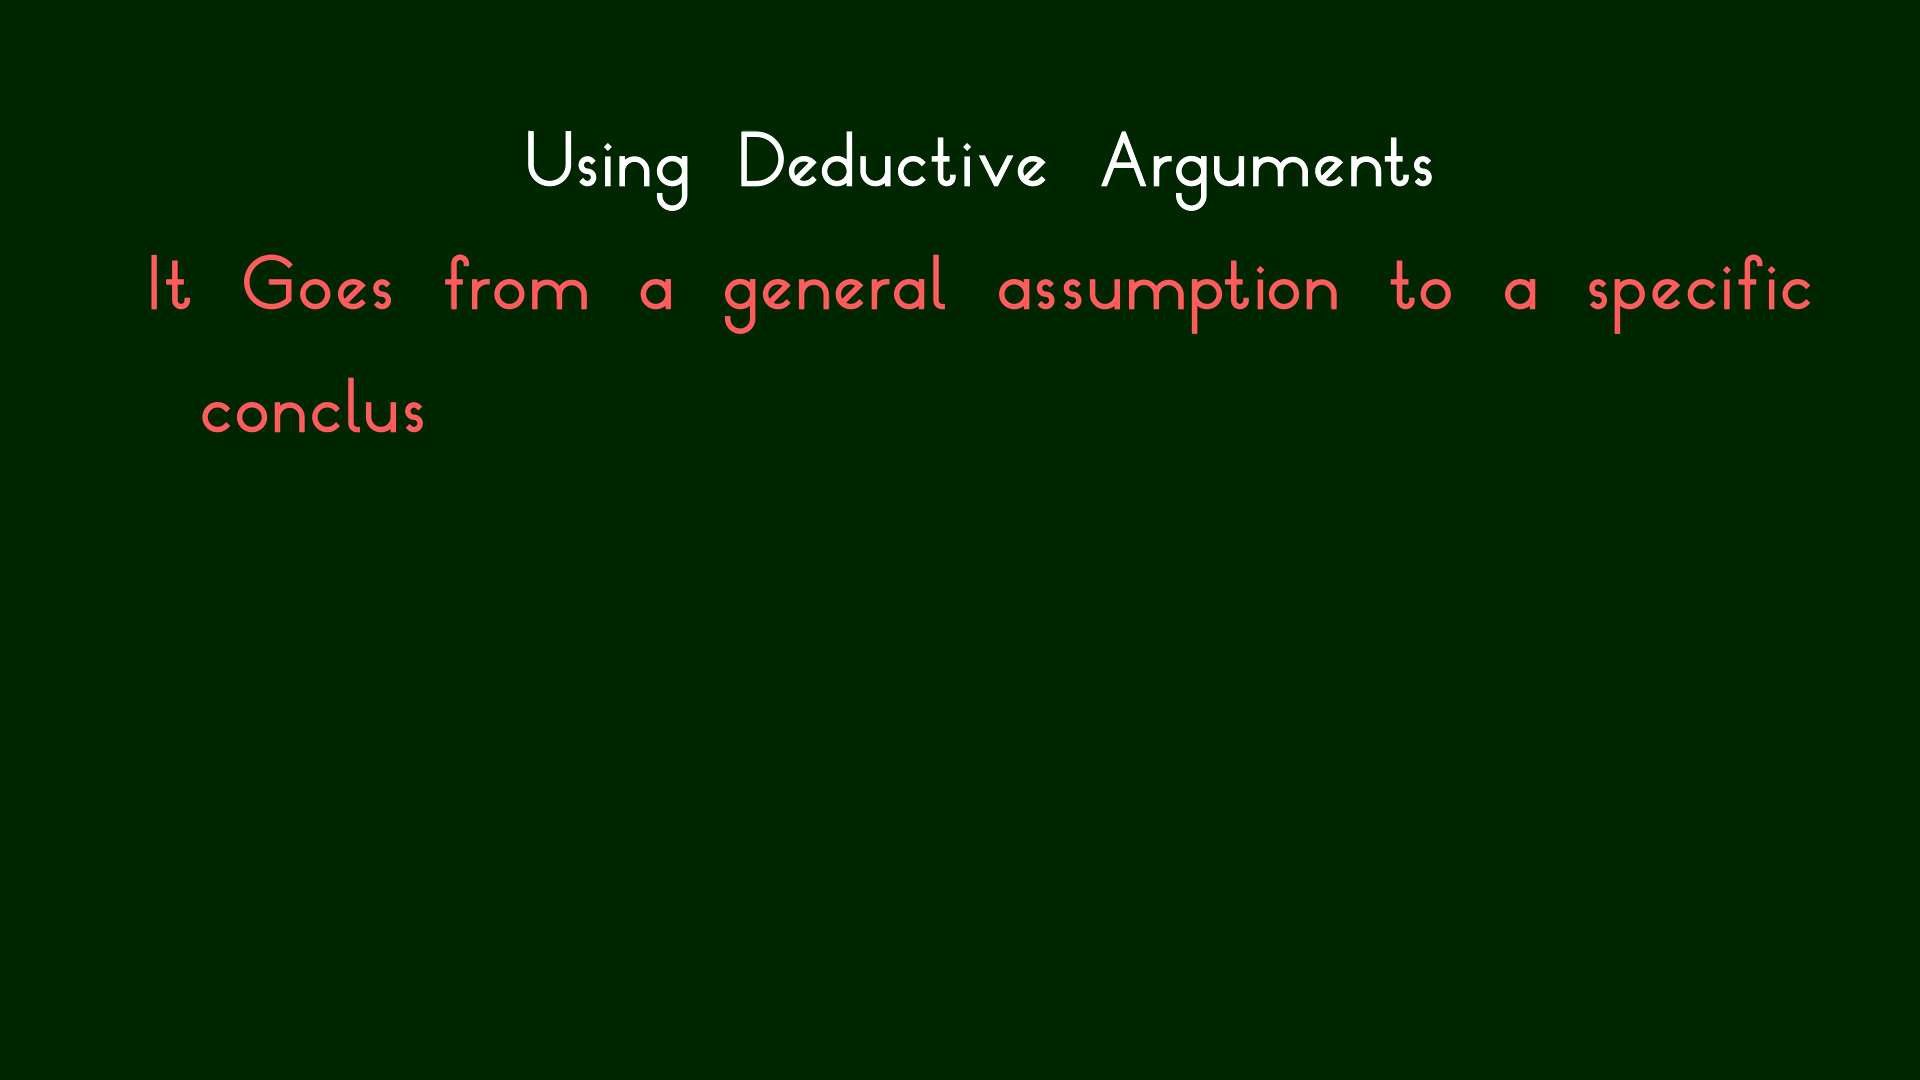 Using Deductive Arguments
It Goes from a general assumption to a specific
conclus